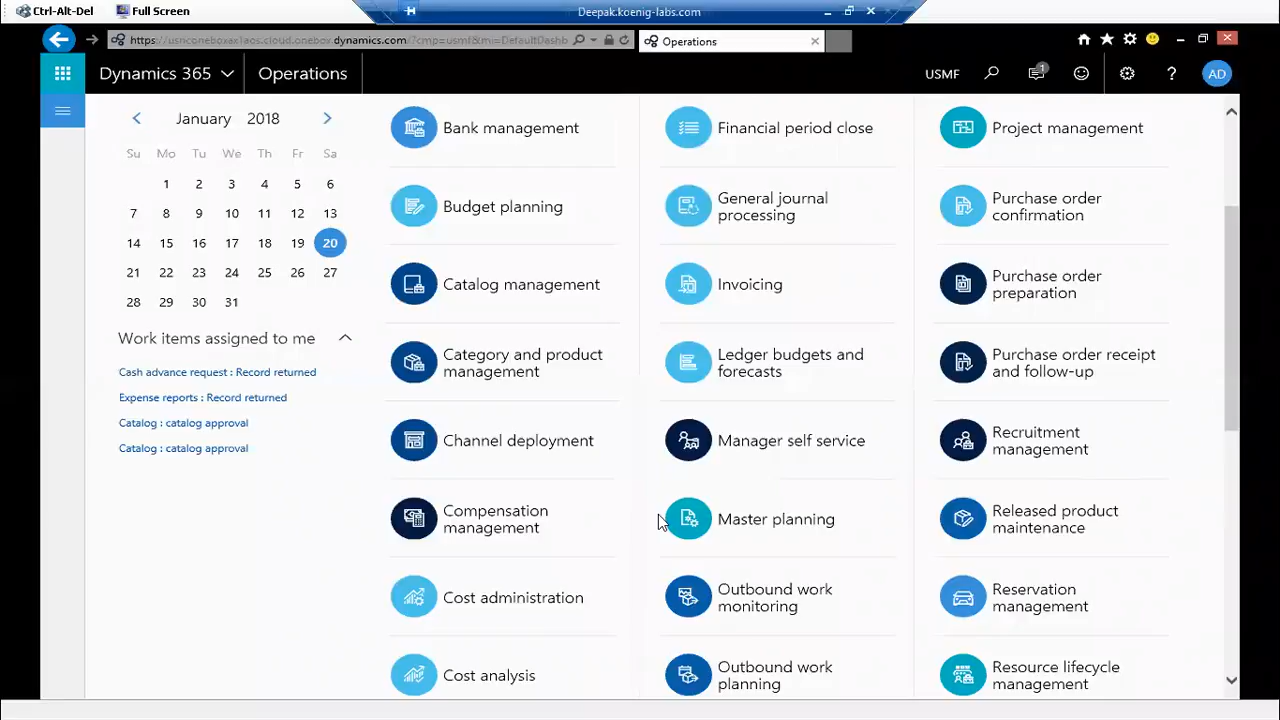 Ctrl-Alt-Del Full Screen Deepak.koenig-labs.com
Operations
Dynamics 365 Operations USMF 1 ? AD
January 2018
Su Mo Tu We Th Fr Sa
1 2 3 4 5 6
7 8 9 10 11 12 13
14 15 16 17 18 19 20
21 22 23 24 25 26 27
28 29 30 31
Work items assigned to me
Cash advance request : Record returned
Expense reports : Record returned
Catalog : catalog approval
Catalog : catalog approval
Bank management
Budget planning
Catalog management
Category and product
management
Channel deployment
Compensation
management
Cost administration
Cost analysis
Financial period close
General journal
processing
Invoicing
Ledger budgets and
forecasts
Manager self service
Master planning
Outbound work
monitoring
Outbound work
planning
Project management
Purchase order
confirmation
Purchase order
preparation
Purchase order receipt
and follow-up
Recruitment
management
Released product
maintenance
Reservation
management
Resource lifecycle
management